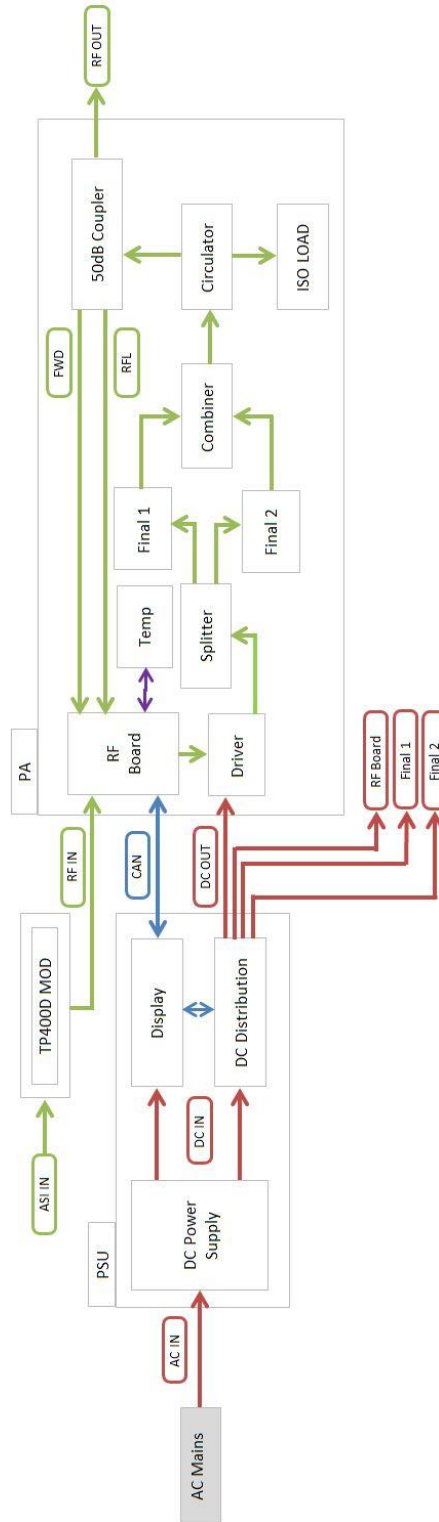 AC Mains
AC IN
PSU
DC Power
Supply
DC IN
Display
DC Distribution
ASI IN
TP400D MOD
RF IN
CAN
DC OUT
PA
RF
Board
Temp
Driver
Splitter
Final 1
Final 2
Combiner
Circulator
ISO LOAD
50dB Coupler
FWD
RFL
RF OUT
RF Board
Final 1
Final 2